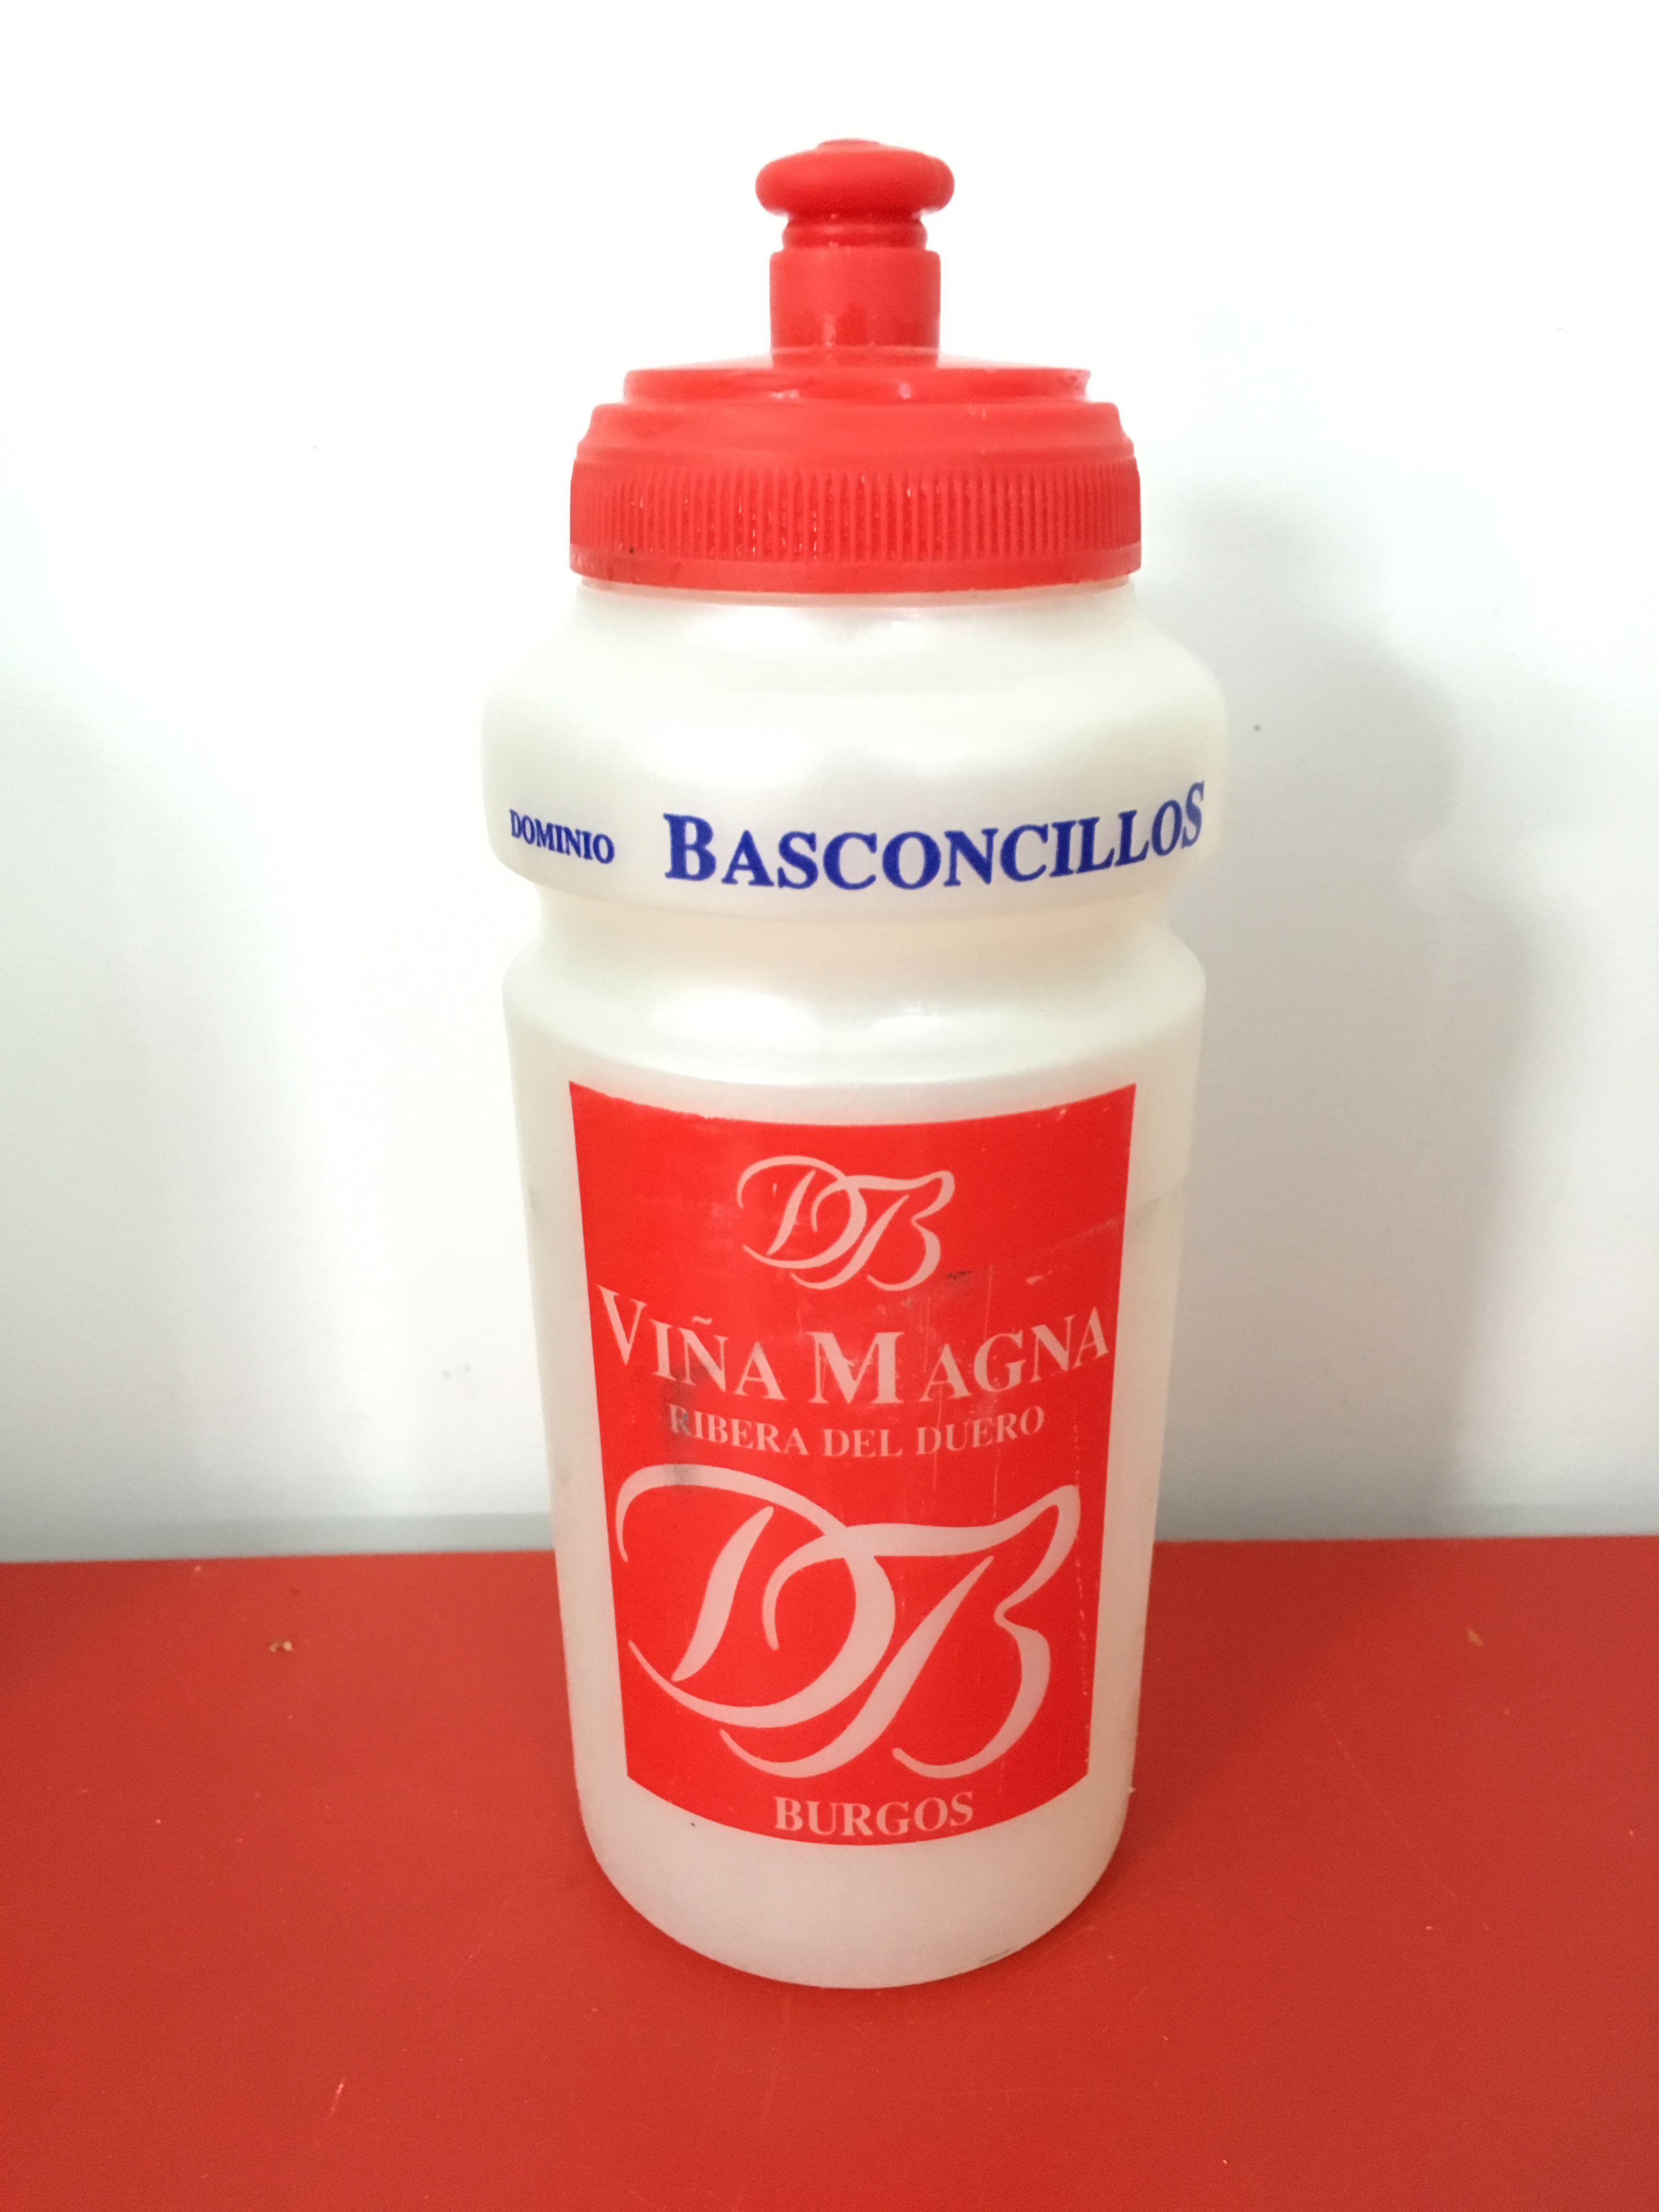 DOMINIO BASCONCILLOS
DB
VIÑA MAGNA
RIBERA DEL DUERO
DB
BURGOS